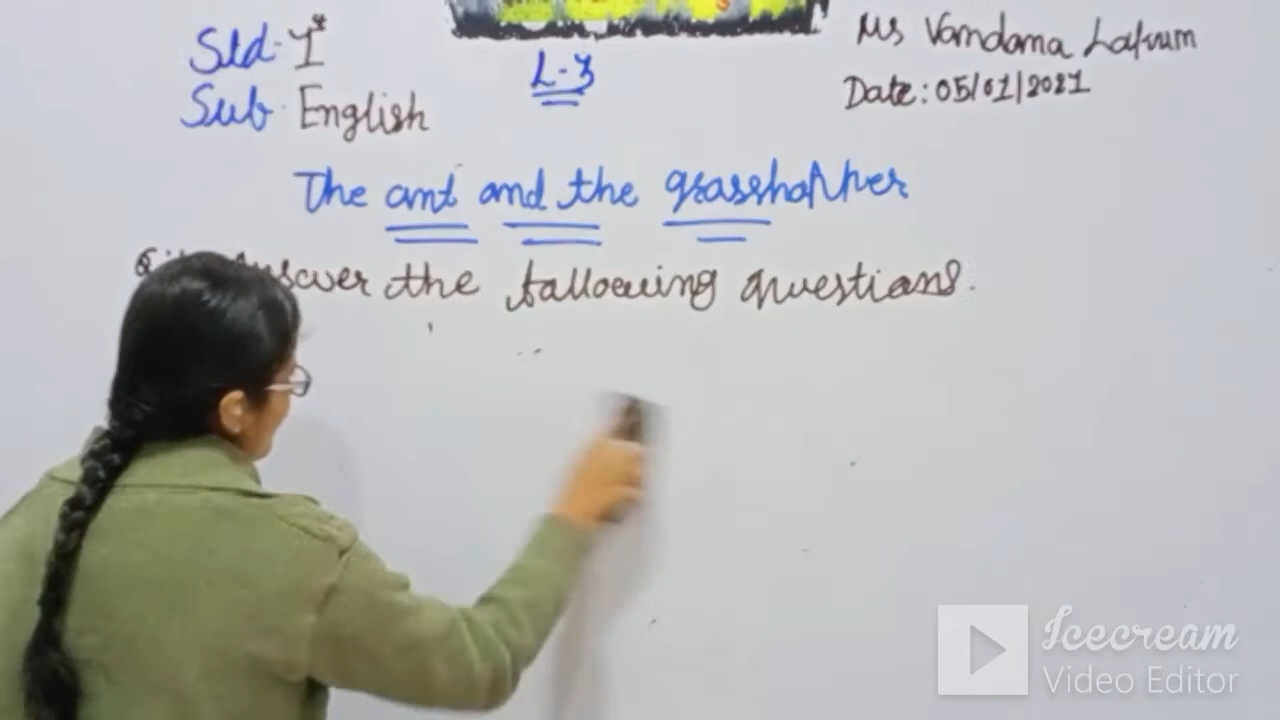 Std- I st
Sub- English
L-3
Ms Vandana
Date: 05/01/2021
The ant and the grasshopper
Answer the following questions.
Icecream
Video Editor